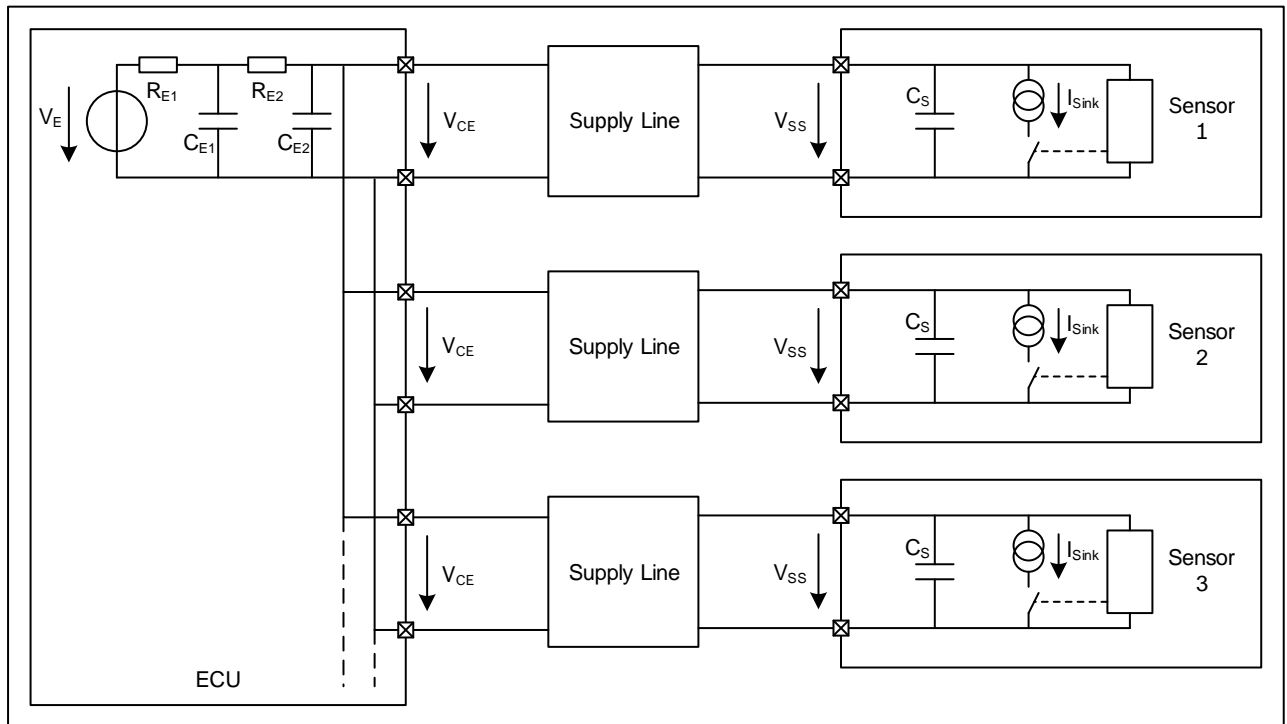 R_E1
R_E2
V_E
C_E1
C_E2
V_CE
Supply Line
V_SS
C_S
I_Sink
Sensor
1
V_CE
Supply Line
V_SS
C_S
I_Sink
Sensor
2
V_CE
Supply Line
V_SS
C_S
I_Sink
Sensor
3
ECU